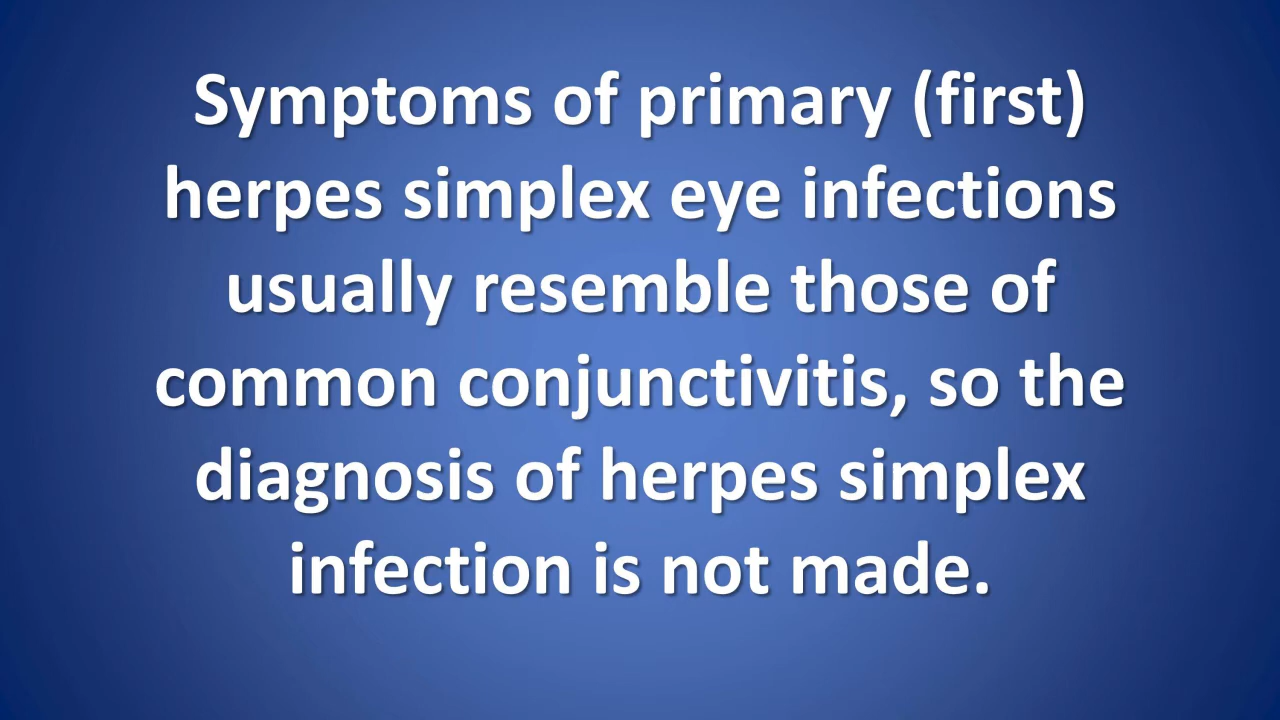 Symptoms of primary (first)
herpes simplex eye infections
usually resemble those of
common conjunctivitis, so the
diagnosis of herpes simplex
infection is not made.